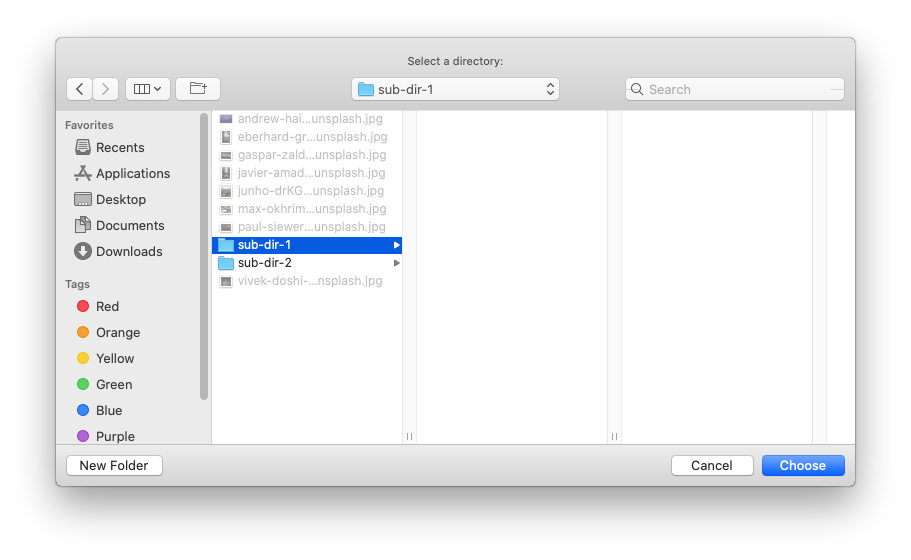 Select a directory:
sub-dir-1
Search
Favorites
Recents
Applications
Desktop
Documents
Downloads
Tags
Red
Orange
Yellow
Green
Blue
Purple
andrew-hai...unsplash.jpg
eberhard-gr...unsplash.jpg
gaspar-zald...unsplash.jpg
javier-amad...unsplash.jpg
junho-drKG...unsplash.jpg
max-okhrim...unsplash.jpg
paul-siewer...unsplash.jpg
sub-dir-1
sub-dir-2
vivek-doshi-...nsplash.jpg
New Folder
Cancel
Choose